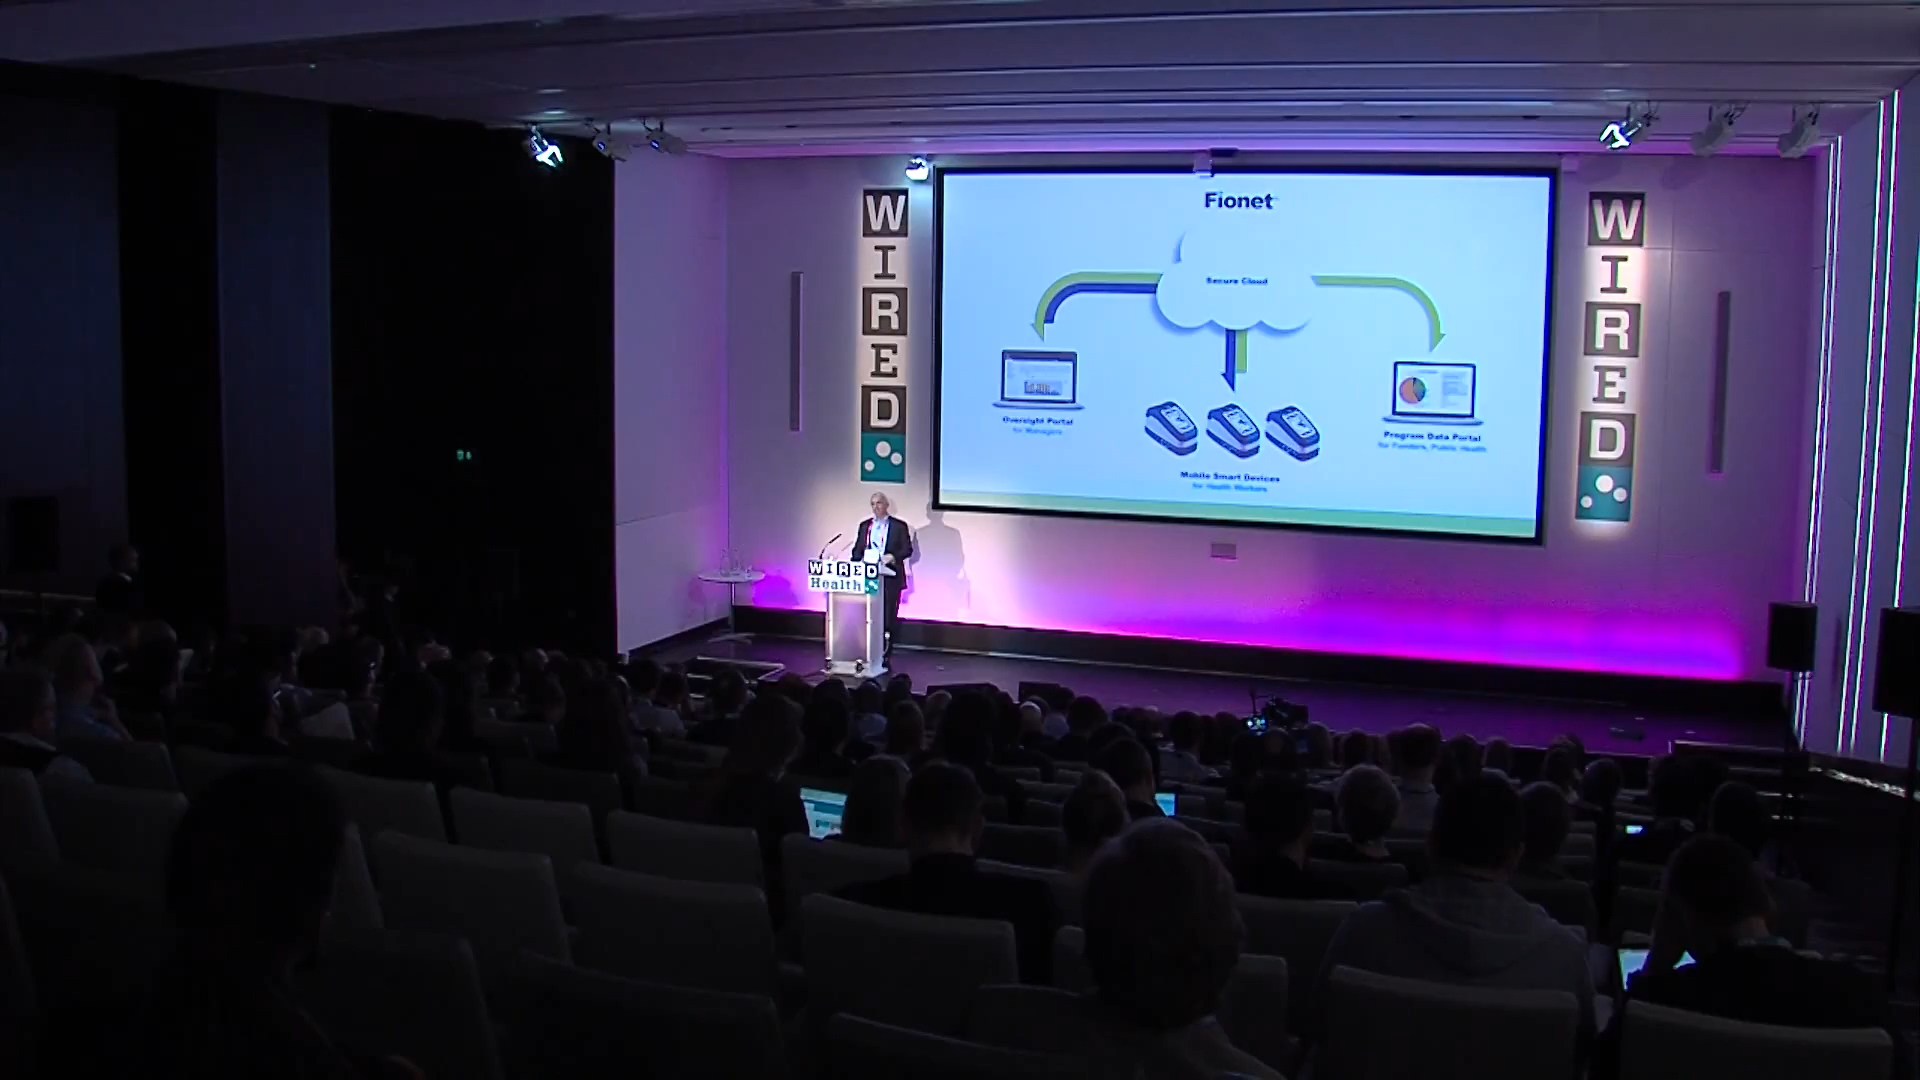 WIRED
Fionet
Secure Cloud
Oversight Portal
for Managers
Mobile Smart Devices
for Health Workers
Program Data Portal
for Funders, Public Health
WIRED
WIRED
Health